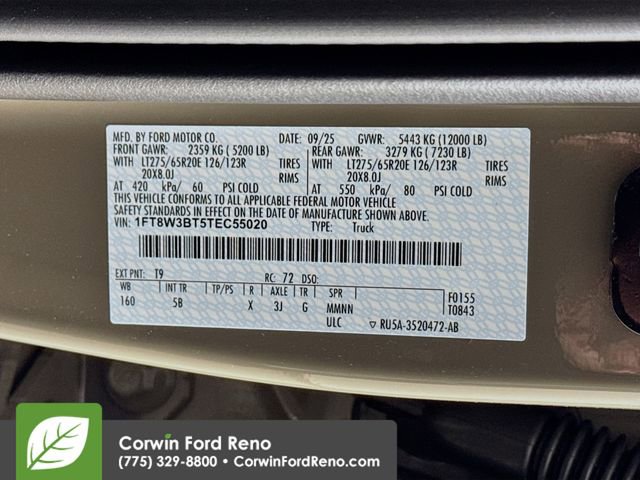 MFD. BY FORD MOTOR CO. DATE: 09/25 GVWR: 5443 KG (12000 LB)
FRONT GAWR: 2359 KG (5200 LB) REAR GAWR: 3279 KG (7230 LB)
WITH LT275/65R20E 126/123R TIRES WITH LT275/65R20E 126/123R TIRES
20X8.0J RIMS 20X8.0J RIMS
AT 420 kPa/ 60 PSI COLD AT 550 kPa/ 80 PSI COLD
THIS VEHICLE CONFORMS TO ALL APPLICABLE FEDERAL MOTOR VEHICLE
SAFETY STANDARDS IN EFFECT ON THE DATE OF MANUFACTURE SHOWN ABOVE.
VIN: 1FT8W3BT5TEC55020 TYPE: Truck
EXT PNT: T9 RC: 72 DSO: F0155
WB INT TR TP/PS R AXLE TR SPR T0843
160 5B X 3J G MMNN
ULC ▽ RU5A-3520472-AB
Corwin Ford Reno
(775) 329-8800 • CorwinFordReno.com